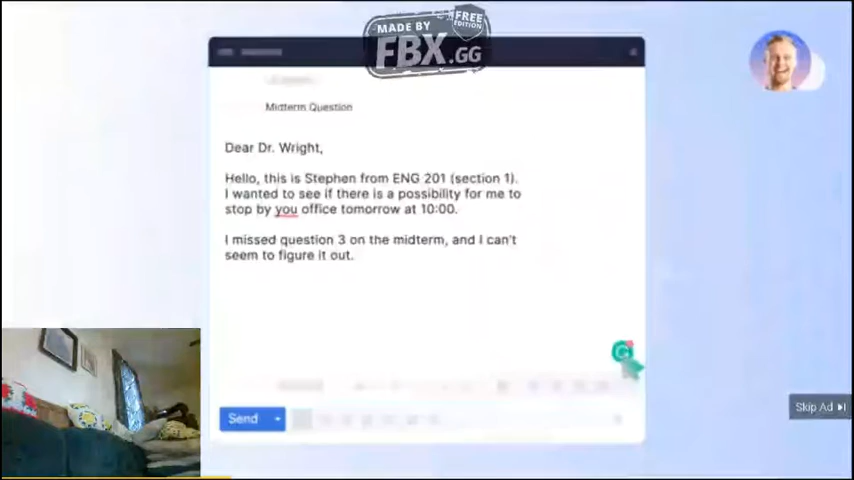 MADE BY
FREE
EDITION
FBX.GG
Midterm Question
Dear Dr. Wright,
Hello, this is Stephen from ENG 201 (section 1).
I wanted to see if there is a possibility for me to
stop by you office tomorrow at 10:00.
I missed question 3 on the midterm, and I can't
seem to figure it out.
Send
Skip Ad